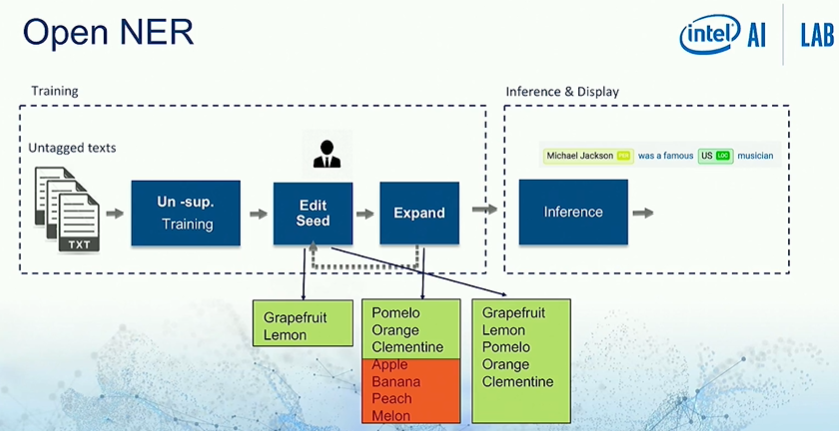 Open NER
intel AI LAB
Training
Inference & Display
Untagged texts
TXT
Un -sup.
Training
Edit
Seed
Expand
Inference
Michael Jackson PER was a famous US LOC musician
Grapefruit
Lemon
Pomelo
Orange
Clementine
Apple
Banana
Peach
Melon
Grapefruit
Lemon
Pomelo
Orange
Clementine